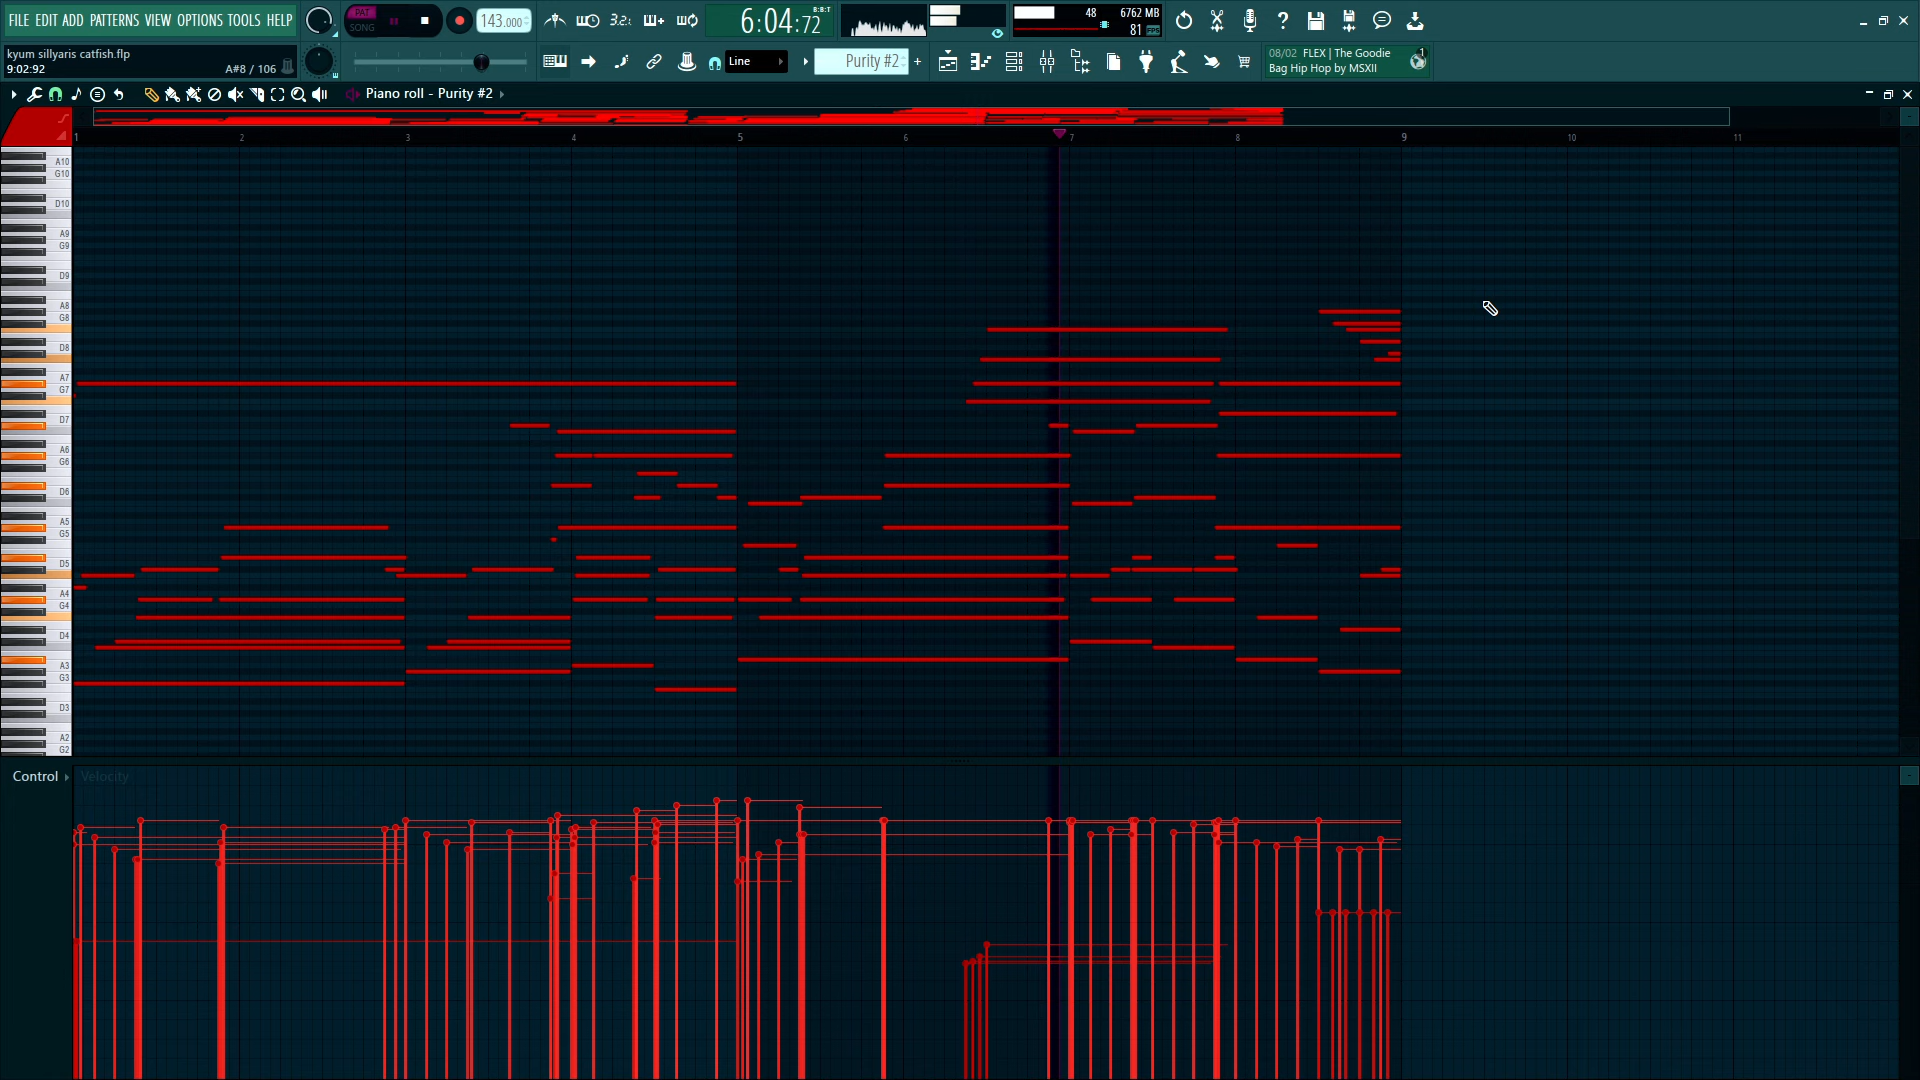 FILE EDIT ADD PATTERNS VIEW OPTIONS TOOLS HELP
PAT
SONG
143.000
3.2:
6:04:72
B:B:T
48
6762 MB
81
FPS
kyum sillyaris catfish.flp
9:02:92
A#8 / 106
Line
Purity #2
+
08/02 FLEX | The Goodie
Bag Hip Hop by MSXII
1
Piano roll - Purity #2
1 2 3 4 5 6 7 8 9 10 11
A10
G10
D10
A9
G9
D9
A8
G8
D8
A7
G7
D7
A6
G6
D6
A5
G5
D5
A4
G4
D4
A3
G3
D3
A2
G2
Control
Velocity